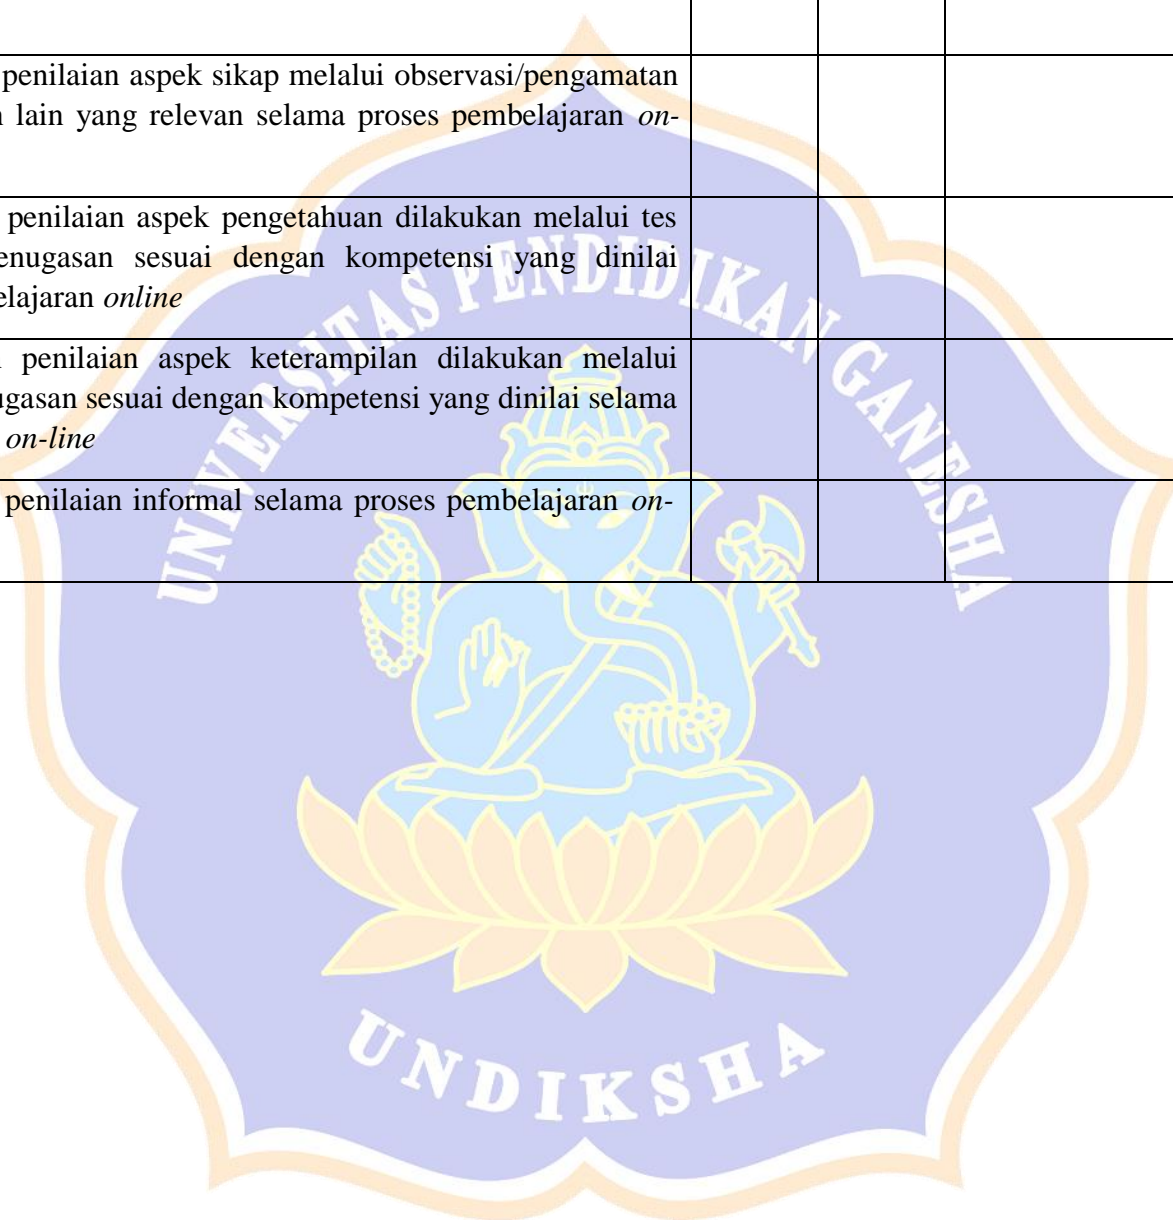 penilaian aspek sikap melalui observasi/pengamatan
n lain yang relevan selama proses pembelajaran on-
penilaian aspek pengetahuan dilakukan melalui tes
enugasan sesuai dengan kompetensi yang dinilai
elajaran online
penilaian aspek keterampilan dilakukan melalui
ugasan sesuai dengan kompetensi yang dinilai selama
on-line
penilaian informal selama proses pembelajaran on-
UNIVERSITAS PENDIDIKAN GANESHA
UNDIKSHA